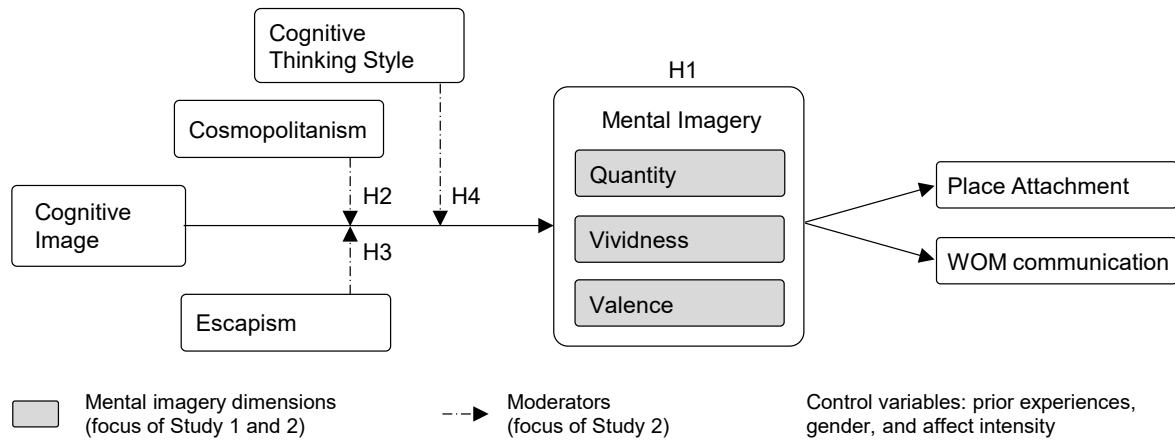 Cognitive
Thinking Style
H1
Cosmopolitanism
Mental Imagery
Quantity
Place Attachment
H2
H4
Cognitive
Image
Vividness
H3
WOM communication
Valence
Escapism
Mental imagery dimensions
(focus of Study 1 and 2)
Moderators
(focus of Study 2)
Control variables: prior experiences,
gender, and affect intensity